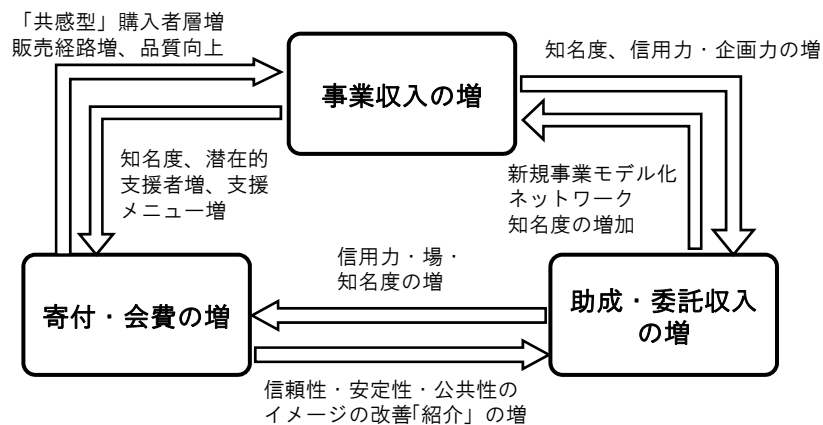 「共感型」購入者層増
販売経路増、品質向上
事業収入の増
知名度、信用力・企画力の増
知名度、潜在的
支援者増、支援
メニュー増
新規事業モデル化
ネットワーク
知名度の増加
信用力・場・
知名度の増
寄付・会費の増
助成・委託収入
の増
信頼性・安定性・公共性の
イメージの改善「紹介」の増